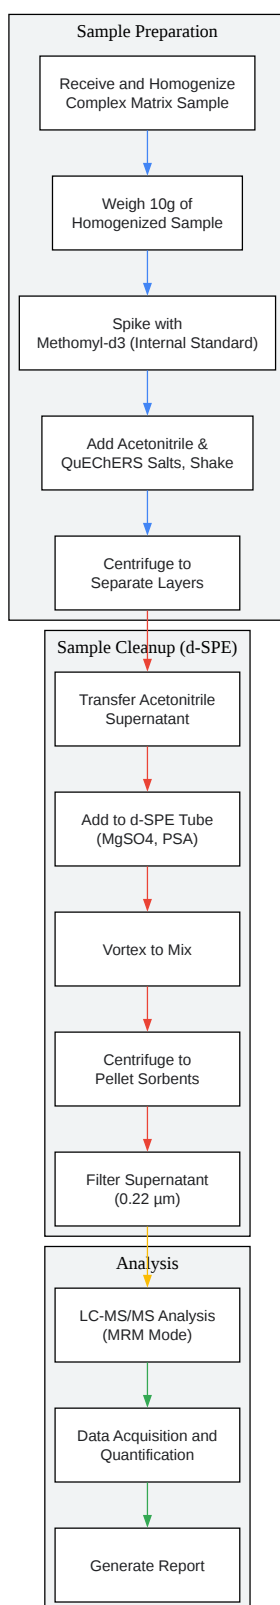 Sample Preparation
Receive and Homogenize
Complex Matrix Sample
Weigh 10g of
Homogenized Sample
Spike with
Methomyl-d3 (Internal Standard)
Add Acetonitrile &
QuEChERS Salts, Shake
Centrifuge to
Separate Layers
Sample Cleanup (d-SPE)
Transfer Acetonitrile
Supernatant
Add to d-SPE Tube
(MgSO4, PSA)
Vortex to Mix
Centrifuge to
Pellet Sorbents
Filter Supernatant
(0.22 µm)
Analysis
LC-MS/MS Analysis
(MRM Mode)
Data Acquisition and
Quantification
Generate Report